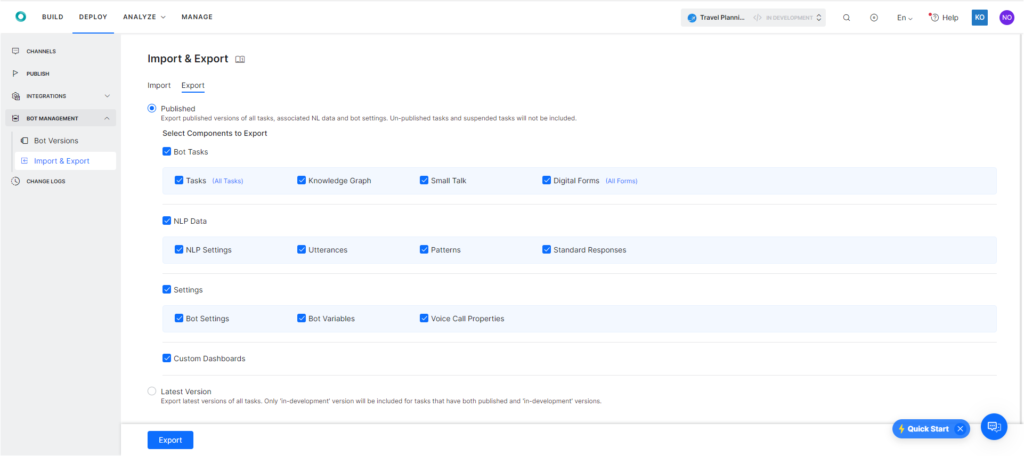 BUILD DEPLOY ANALYZE MANAGE Travel Planni... </> IN DEVELOPMENT En Help KO NO
CHANNELS
PUBLISH
INTEGRATIONS
BOT MANAGEMENT
Bot Versions
Import & Export
CHANGE LOGS
Import & Export
Import Export
Published
Export published versions of all tasks, associated NL data and bot settings. Un-published tasks and suspended tasks will not be included.
Select Components to Export
Bot Tasks
Tasks (All Tasks) Knowledge Graph Small Talk Digital Forms (All Forms)
NLP Data
NLP Settings Utterances Patterns Standard Responses
Settings
Bot Settings Bot Variables Voice Call Properties
Custom Dashboards
Latest Version
Export latest versions of all tasks. Only 'in-development' version will be included for tasks that have both published and 'in-development' versions.
Export
Quick Start